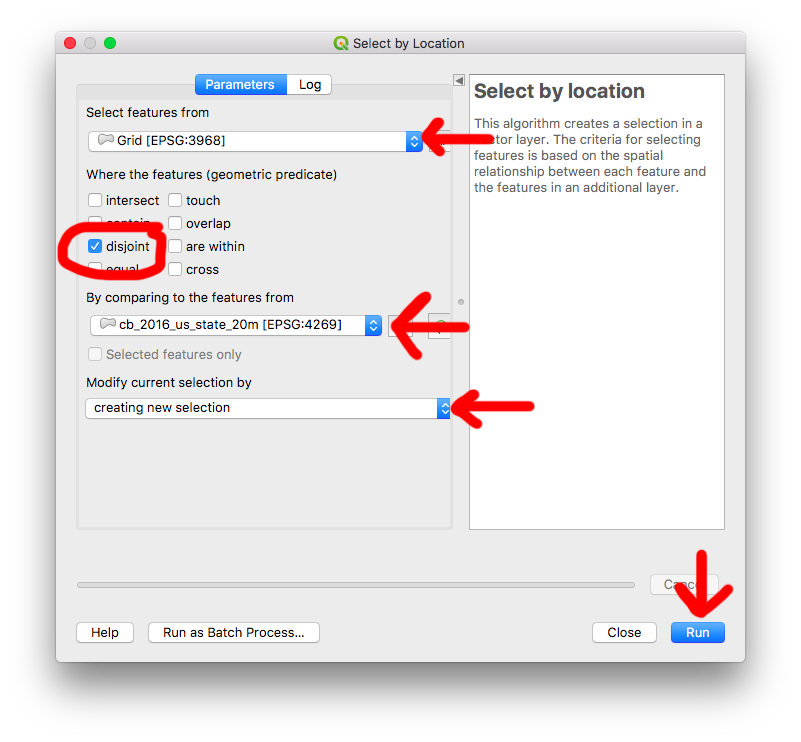 Select by Location
Parameters
Log
Select features from
Grid [EPSG:3968]
Where the features (geometric predicate)
intersect
touch
contain
overlap
disjoint
are within
equal
cross
By comparing to the features from
cb_2016_us_state_20m [EPSG:4269]
Selected features only
Modify current selection by
creating new selection
Select by location
This algorithm creates a selection in a
vector layer. The criteria for selecting
features is based on the spatial
relationship between each feature and
the features in an additional layer.
Cancel
Help
Run as Batch Process...
Close
Run